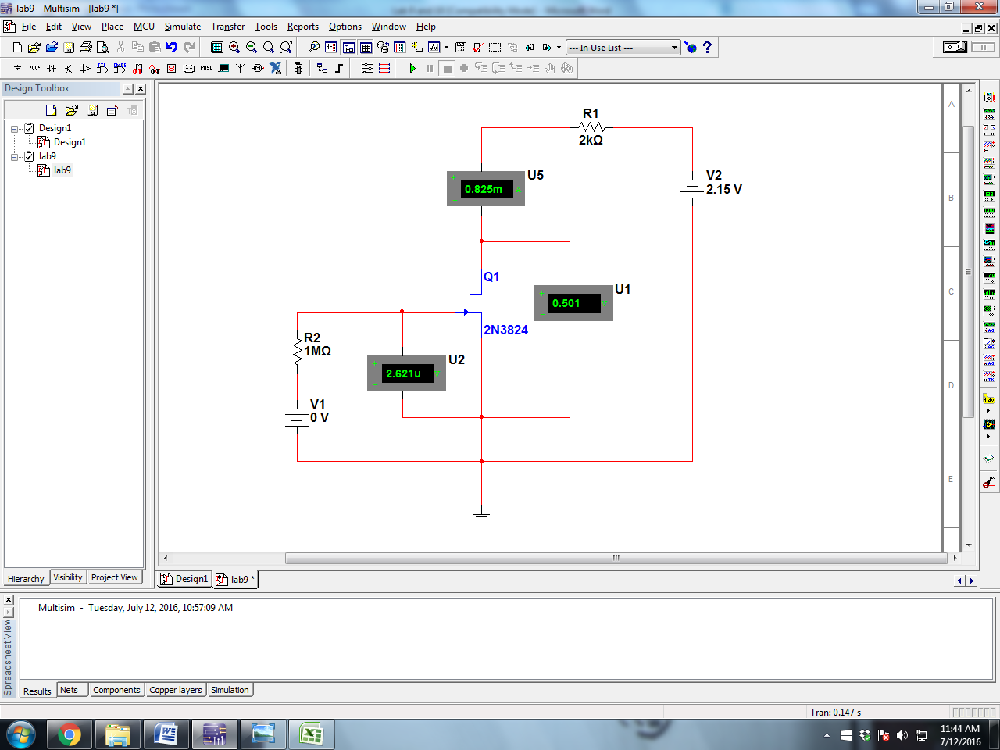 lab9 - Multisim - [lab9 *]
File Edit View Place MCU Simulate Transfer Tools Reports Options Window Help
--- In Use List ---
MISC
Design Toolbox
Design1
Design1
lab9
lab9
Hierarchy Visibility Project View
R1
2kΩ
U5
0.825m A
V2
2.15 V
Q1
2N3824
U1
0.501 V
R2
1MΩ
U2
2.621u V
V1
0 V
A
B
C
D
E
Design1 lab9 *
Multisim - Tuesday, July 12, 2016, 10:57:09 AM
Spreadsheet View
Results Nets Components Copper layers Simulation
- Tran: 0.147 s
11:44 AM
7/12/2016